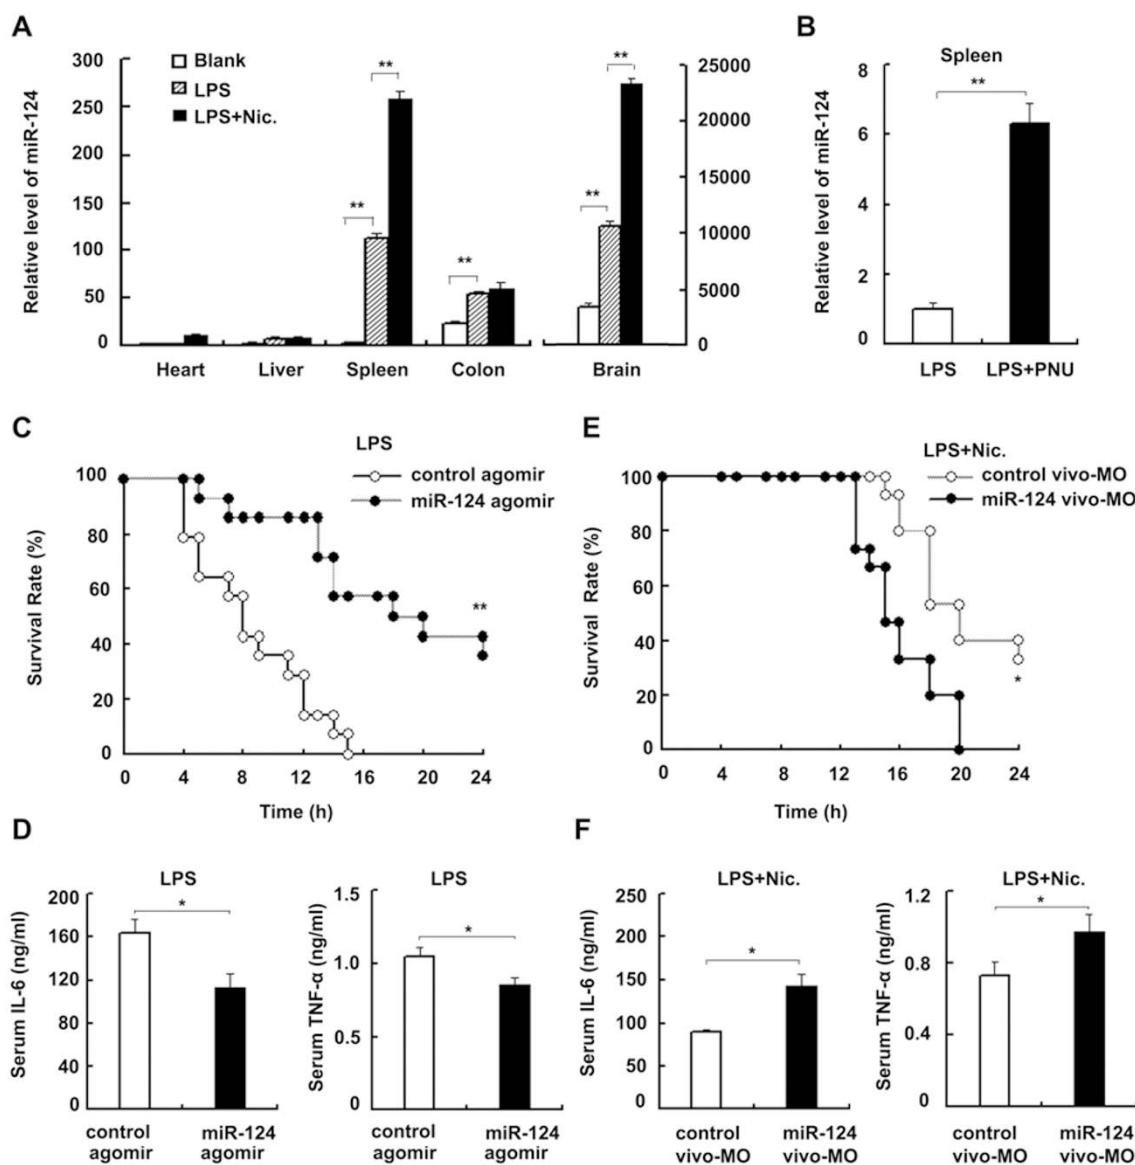 A
Relative level of miR-124
300
250
200
150
100
50
0
Blank
LPS
LPS+Nic.
**
**
**
**
**
25000
20000
15000
10000
5000
0
Heart
Liver
Spleen
Colon
Brain
B
Spleen
Relative level of miR-124
8
6
4
2
0
**
LPS
LPS+PNU
C
LPS
control agomir
miR-124 agomir
Survival Rate (%)
100
80
60
40
20
0
**
0
4
8
12
16
20
24
Time (h)
E
LPS+Nic.
control vivo-MO
miR-124 vivo-MO
Survival Rate (%)
100
80
60
40
20
0
*
0
4
8
12
16
20
24
Time (h)
D
LPS
Serum IL-6 (ng/ml)
200
160
120
80
40
0
*
control
agomir
miR-124
agomir
LPS
Serum TNF-α (ng/ml)
1.5
1.0
0.5
0
*
control
agomir
miR-124
agomir
F
LPS+Nic.
Serum IL-6 (ng/ml)
250
200
150
100
50
0
*
control
vivo-MO
miR-124
vivo-MO
LPS+Nic.
Serum TNF-α (ng/ml)
1.2
0.8
0.4
0
*
control
vivo-MO
miR-124
vivo-MO